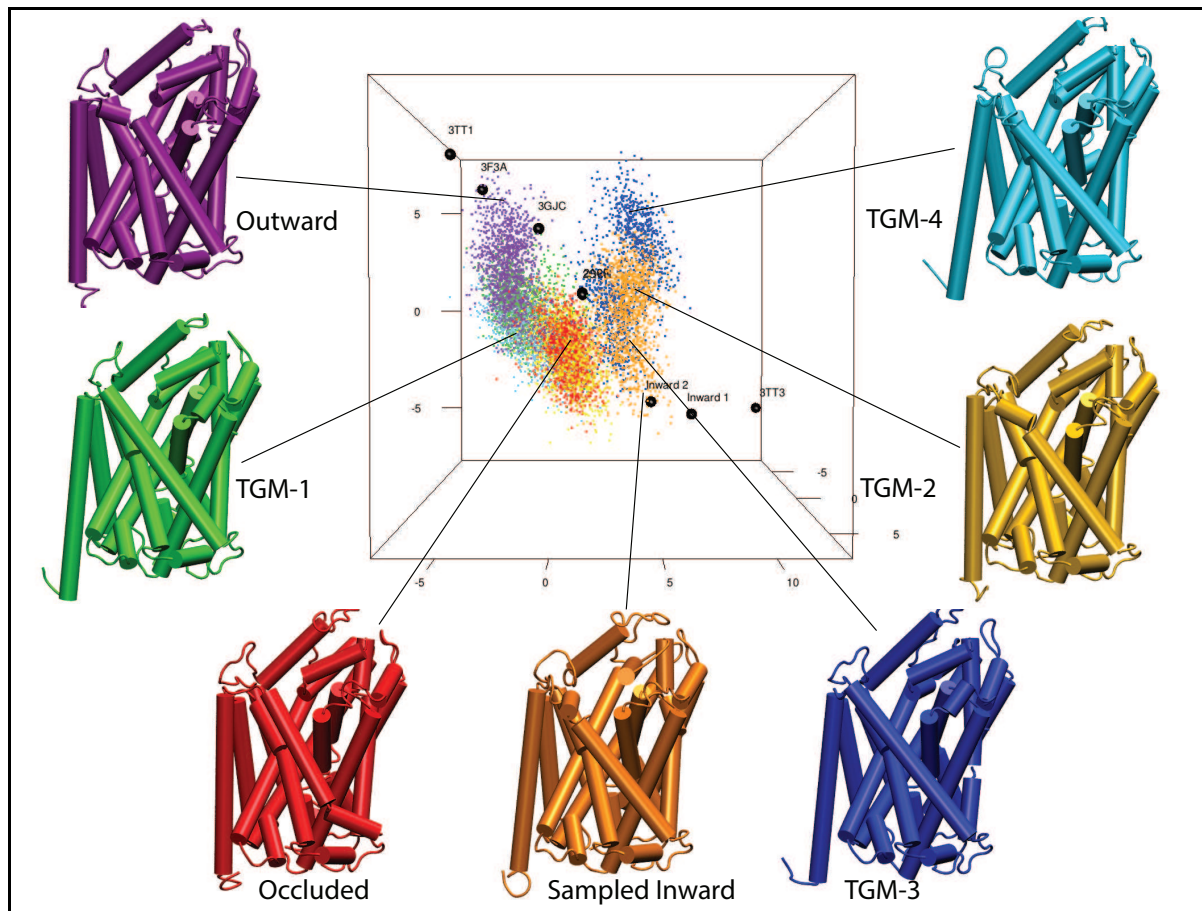 3TT1
3F3A
3GJC
Outward
TGM-4
5
0
-5
Inward 2
Inward 1
3TT3
TGM-1
TGM-2
-5
0
5
-5
0
5
10
Occluded
Sampled Inward
TGM-3